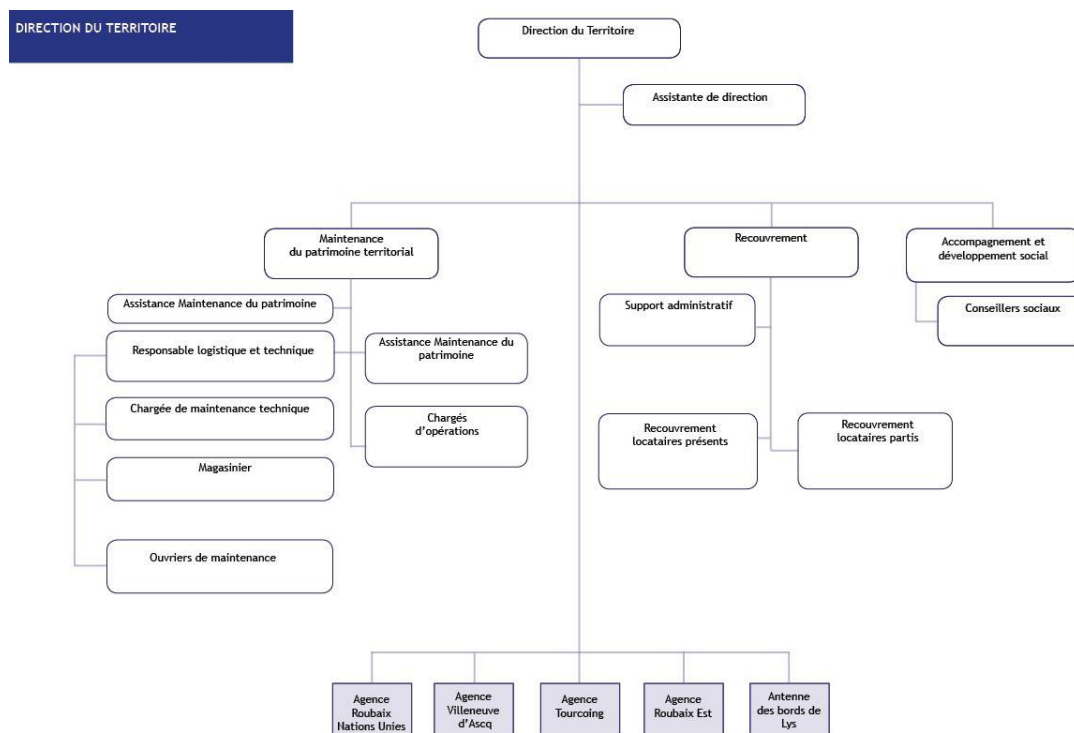 DIRECTION DU TERRITOIRE
Direction du Territoire
Assistante de direction
Maintenance
du patrimoine territorial
Recouvrement
Accompagnement et
développement social
Assistance Maintenance du patrimoine
Support administratif
Conseillers sociaux
Responsable logistique et technique
Assistance Maintenance du
patrimoine
Chargée de maintenance technique
Chargés
d'opérations
Recouvrement
locataires présents
Recouvrement
locataires partis
Magasinier
Ouvriers de maintenance
Agence
Roubaix
Nations Unies
Agence
Villeneuve
d'Ascq
Agence
Tourcoing
Agence
Roubaix Est
Antenne
des bords de
Lys